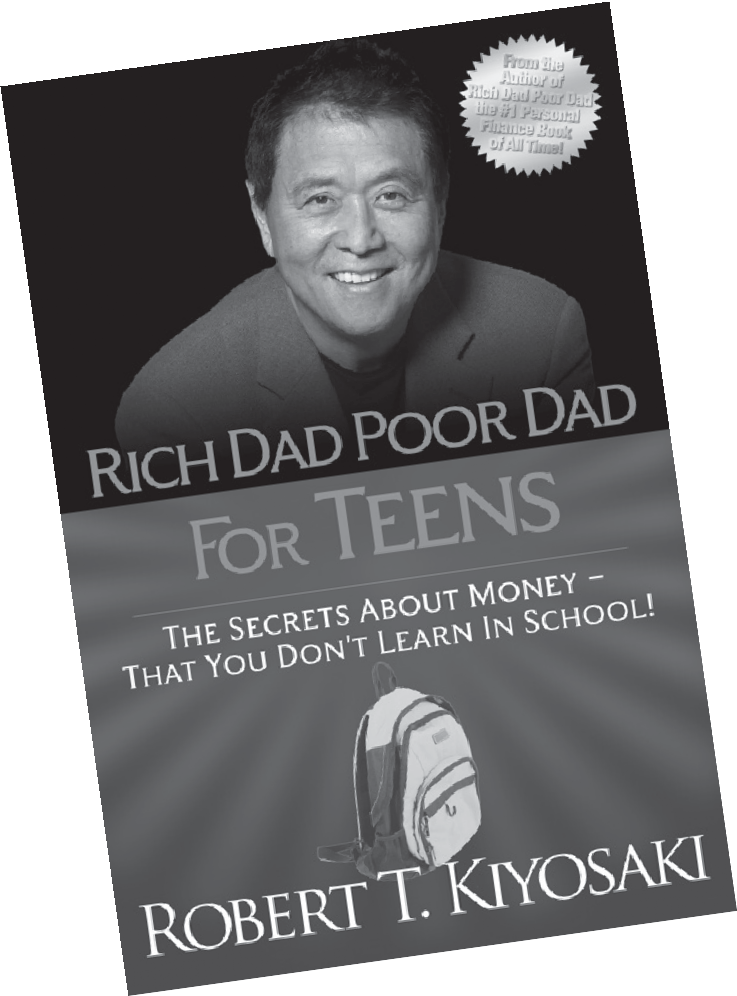 From the
Author of
Rich Dad Poor Dad
the #1 Personal
Finance Book
of All Time!
RICH DAD POOR DAD
FOR TEENS
THE SECRETS ABOUT MONEY –
THAT YOU DON'T LEARN IN SCHOOL!
ROBERT T. KIYOSAKI